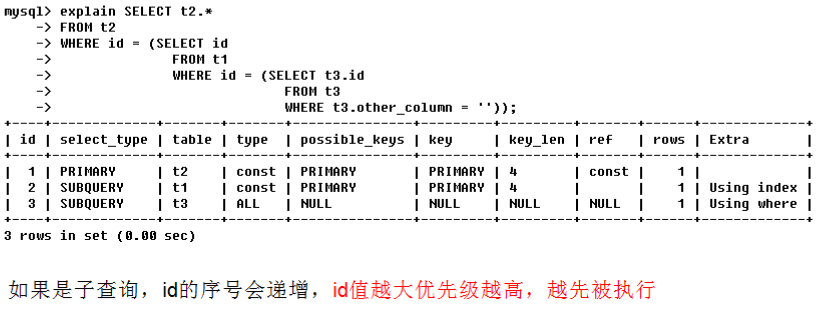 mysql> explain SELECT t2.*
    -> FROM t2
    -> WHERE id = (SELECT id
    ->             FROM t1
    ->             WHERE id = (SELECT t3.id
    ->                         FROM t3
    ->                         WHERE t3.other_column = ''));
+----+-------------+-------+-------+---------------+---------+---------+-------+------+-------------+
| id | select_type | table | type  | possible_keys | key     | key_len | ref   | rows | Extra       |
+----+-------------+-------+-------+---------------+---------+---------+-------+------+-------------+
|  1 | PRIMARY     | t2    | const | PRIMARY       | PRIMARY | 4       | const |    1 |             |
|  2 | SUBQUERY    | t1    | const | PRIMARY       | PRIMARY | 4       |       |    1 | Using index |
|  3 | SUBQUERY    | t3    | ALL   | NULL          | NULL    | NULL    | NULL  |    1 | Using where |
+----+-------------+-------+-------+---------------+---------+---------+-------+------+-------------+
3 rows in set (0.00 sec)
如果是子查询，id的序号会递增，id值越大优先级越高，越先被执行